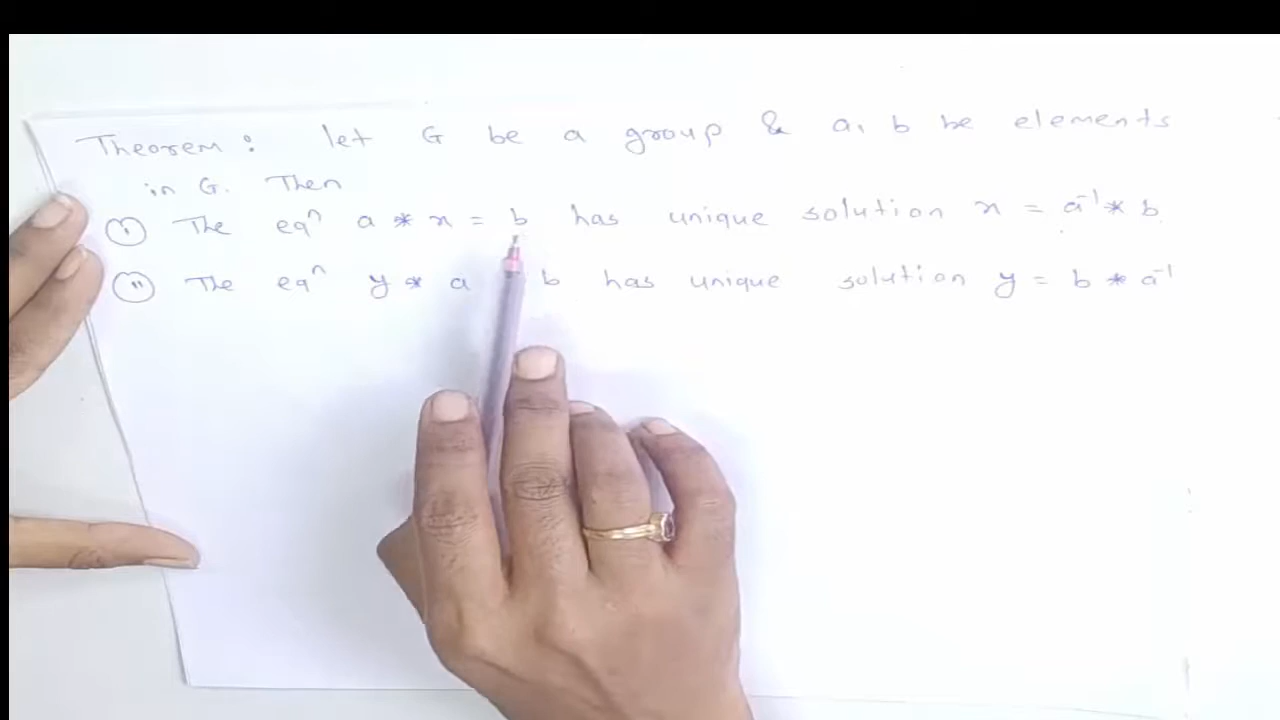 Theorem : let G be a group & a, b be elements
in G. Then
(i) The eqⁿ a * x = b has unique solution x = a⁻¹ * b.
(ii) The eqⁿ y * a b has unique solution y = b * a⁻¹